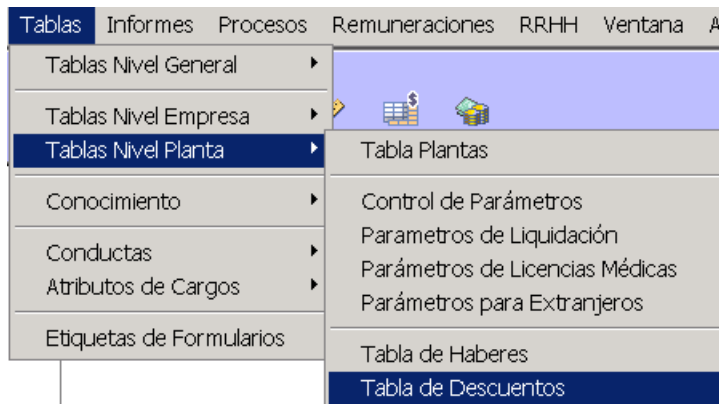 Tablas Informes Procesos Remuneraciones RRHH Ventana A
Tablas Nivel General
Tablas Nivel Empresa
Tablas Nivel Planta
Conocimiento
Conductas
Atributos de Cargos
Etiquetas de Formularios
Tabla Plantas
Control de Parámetros
Parametros de Liquidación
Parámetros de Licencias Médicas
Parámetros para Extranjeros
Tabla de Haberes
Tabla de Descuentos